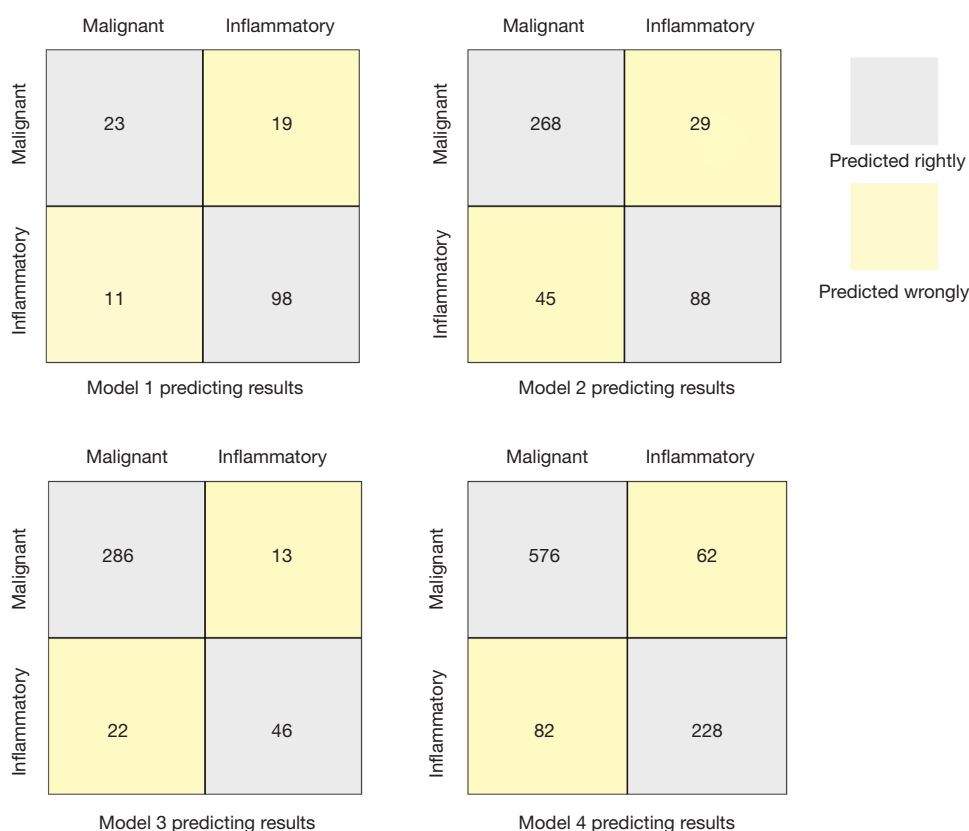 Malignant Inflammatory
Malignant
23 19
Inflammatory
11 98
Model 1 predicting results
Malignant Inflammatory
Malignant
268 29
Inflammatory
45 88
Model 2 predicting results
Predicted rightly
Predicted wrongly
Malignant Inflammatory
Malignant
286 13
Inflammatory
22 46
Model 3 predicting results
Malignant Inflammatory
Malignant
576 62
Inflammatory
82 228
Model 4 predicting results